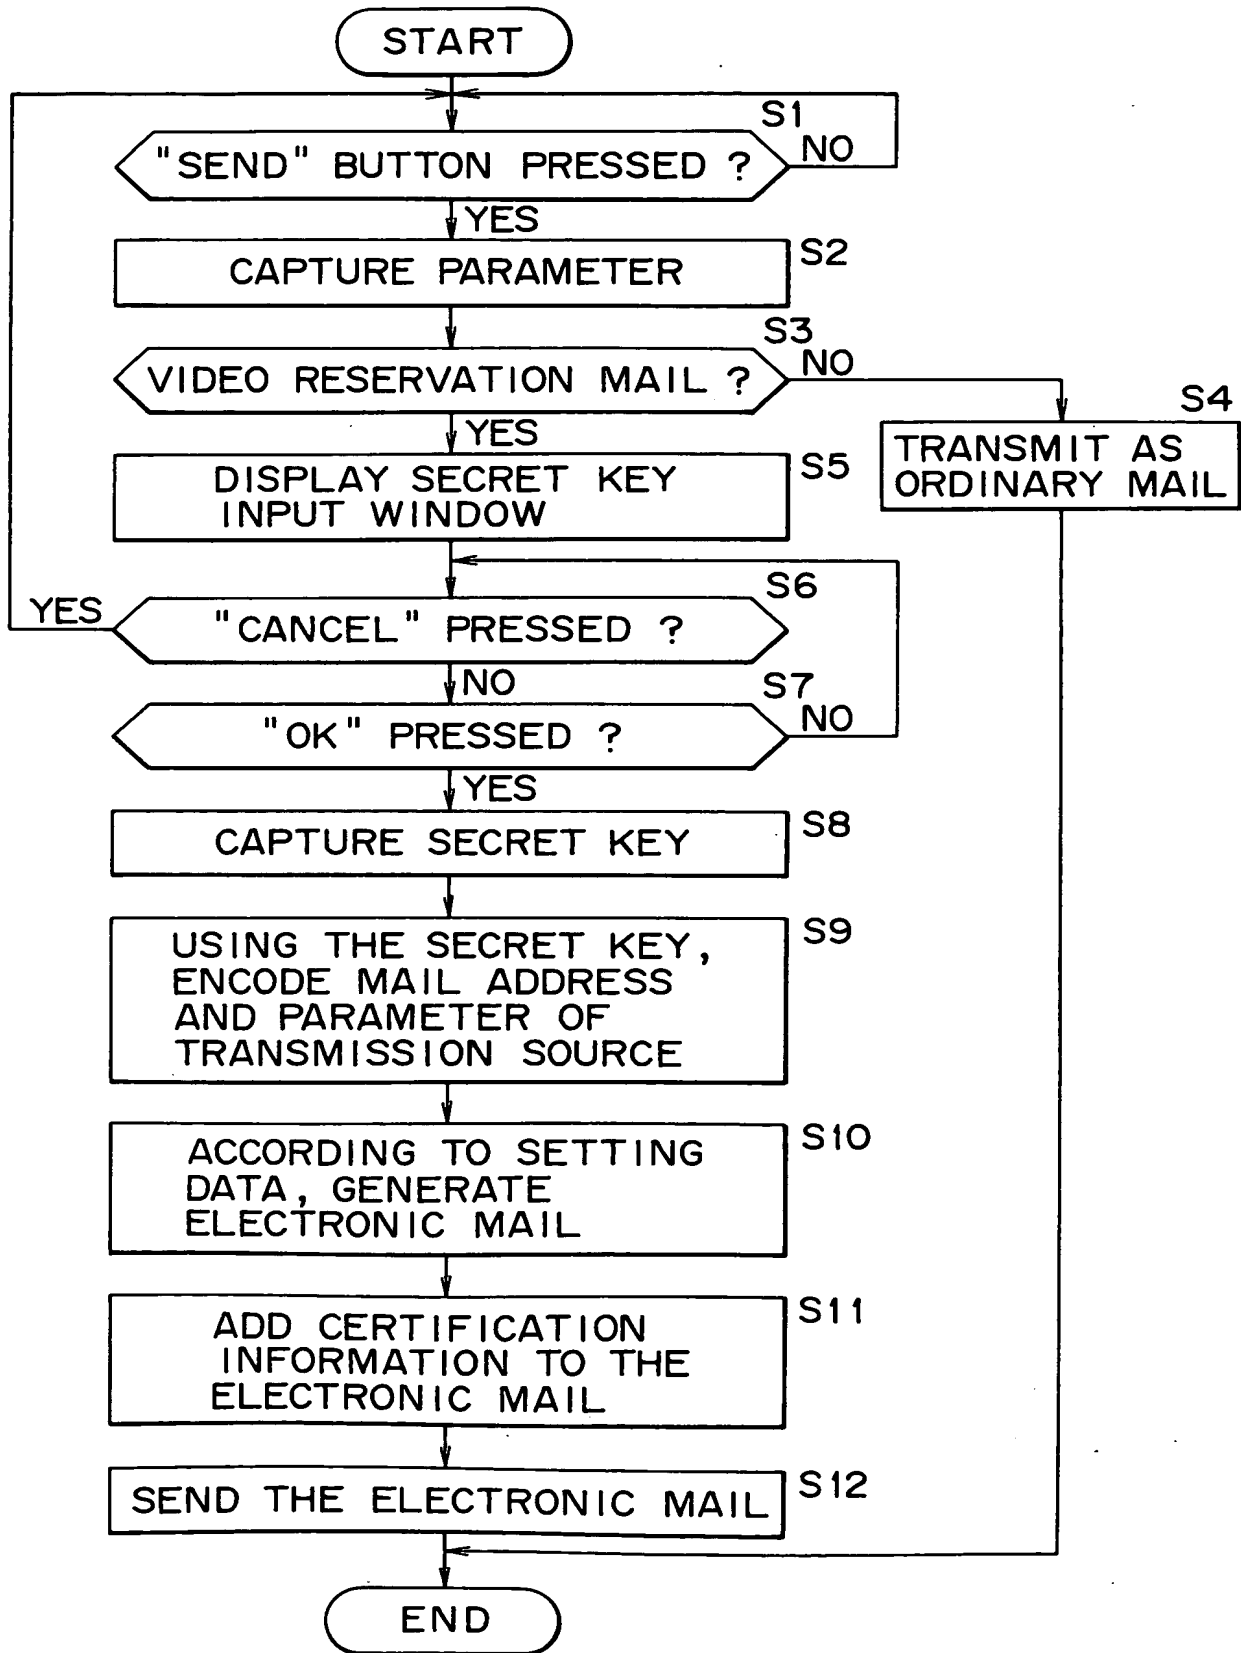 START
S1
"SEND" BUTTON PRESSED ?
NO
YES
S2
CAPTURE PARAMETER
S3
VIDEO RESERVATION MAIL ?
NO
YES
S4
TRANSMIT AS
ORDINARY MAIL
S5
DISPLAY SECRET KEY
INPUT WINDOW
S6
YES
"CANCEL" PRESSED ?
NO
S7
"OK" PRESSED ?
NO
YES
S8
CAPTURE SECRET KEY
S9
USING THE SECRET KEY,
ENCODE MAIL ADDRESS
AND PARAMETER OF
TRANSMISSION SOURCE
S10
ACCORDING TO SETTING
DATA, GENERATE
ELECTRONIC MAIL
S11
ADD CERTIFICATION
INFORMATION TO THE
ELECTRONIC MAIL
S12
SEND THE ELECTRONIC MAIL
END